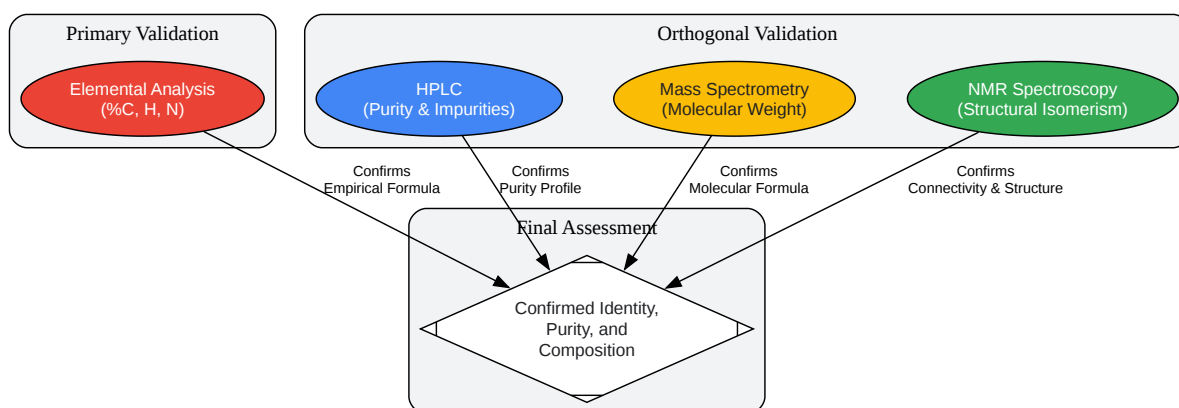 Primary Validation
Orthogonal Validation
Elemental Analysis
(%C, H, N)
HPLC
(Purity & Impurities)
Mass Spectrometry
(Molecular Weight)
NMR Spectroscopy
(Structural Isomerism)
Confirms
Empirical Formula
Confirms
Purity Profile
Confirms
Molecular Formula
Confirms
Connectivity & Structure
Final Assessment
Confirmed Identity,
Purity, and
Composition